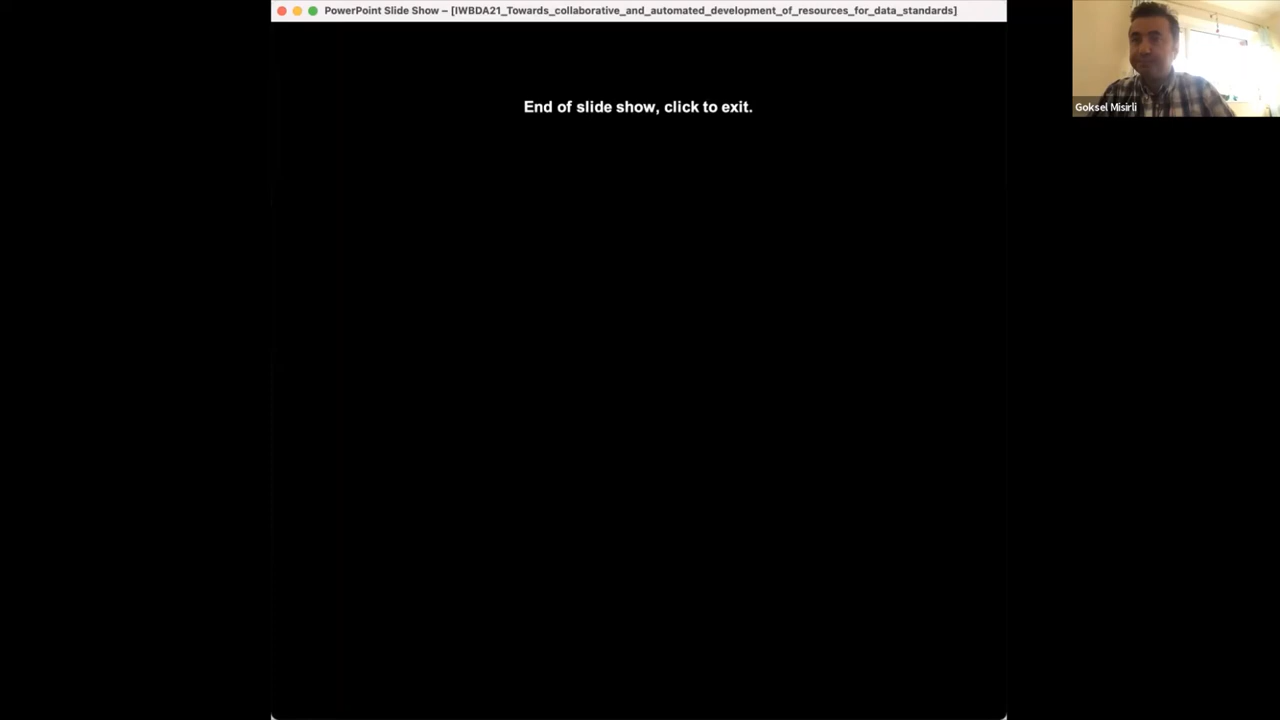 PowerPoint Slide Show – [IWBDA21_Towards_collaborative_and_automated_development_of_resources_for_data_standards]
End of slide show, click to exit.
Goksel Misirli